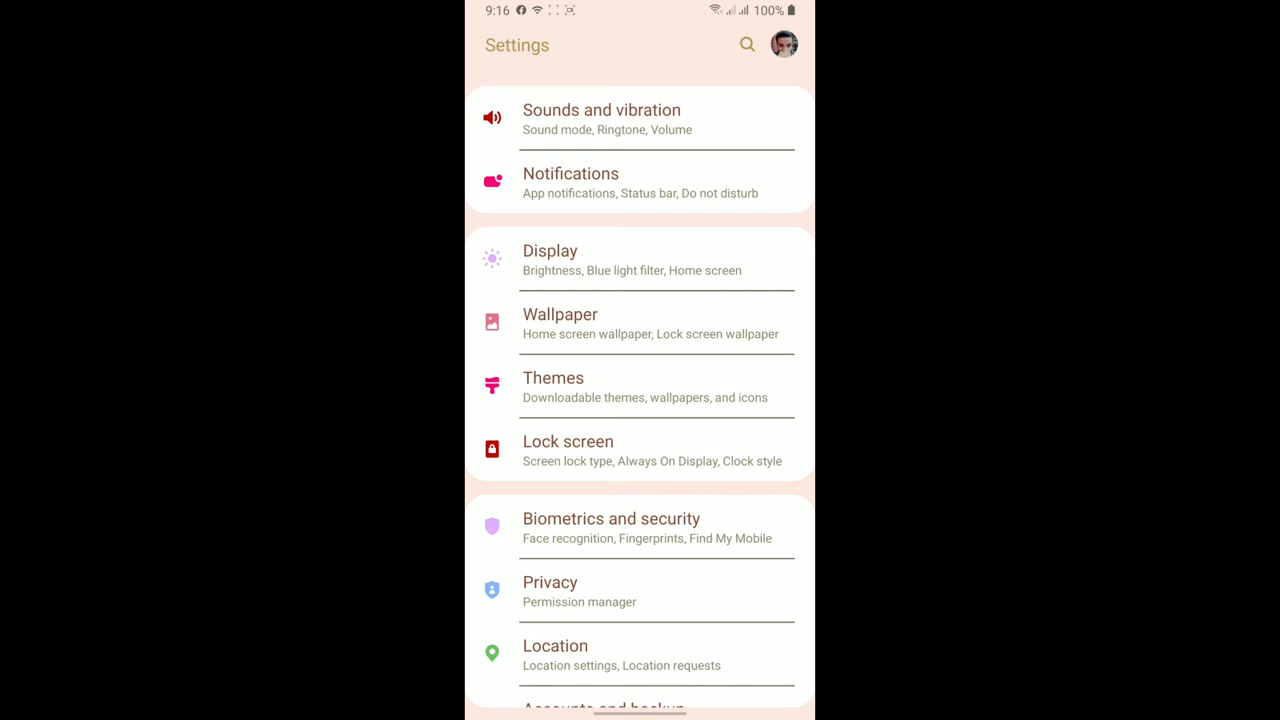 9:16 100%
Settings
Sounds and vibration
Sound mode, Ringtone, Volume
Notifications
App notifications, Status bar, Do not disturb
Display
Brightness, Blue light filter, Home screen
Wallpaper
Home screen wallpaper, Lock screen wallpaper
Themes
Downloadable themes, wallpapers, and icons
Lock screen
Screen lock type, Always On Display, Clock style
Biometrics and security
Face recognition, Fingerprints, Find My Mobile
Privacy
Permission manager
Location
Location settings, Location requests
Accounts and backup